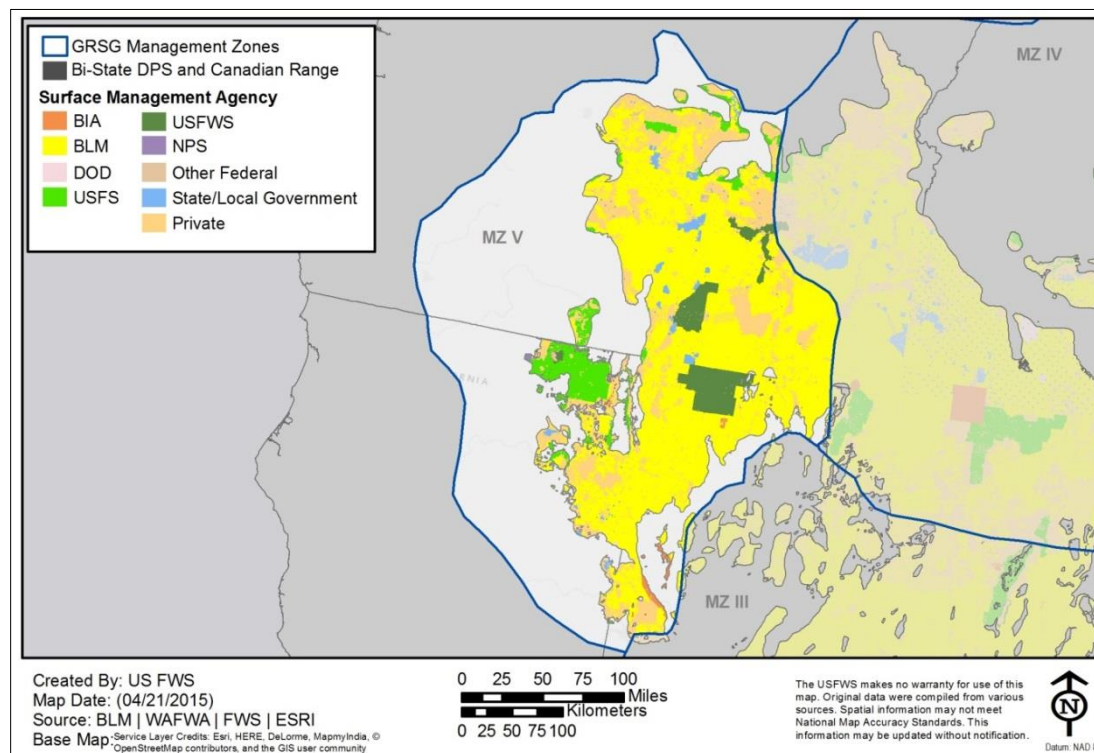 GRSG Management Zones
Bi-State DPS and Canadian Range
Surface Management Agency
BIA
USFWS
BLM
NPS
DOD
Other Federal
USFS
State/Local Government
Private
MZ IV
MZ V
MZ III
Created By: US FWS
Map Date: (04/21/2015)
Source: BLM | WAFWA | FWS | ESRI
Base Map: Service Layer Credits: Esri, HERE, DeLorme, MapmyIndia, ©
OpenStreetMap contributors, and the GIS user community
0 25 50 75 100
Miles
Kilometers
0 25 50 75 100
The USFWS makes no warranty for use of this
map. Original data were compiled from various
sources. Spatial information may not meet
National Map Accuracy Standards. This
information may be updated without notification.
N
Datum: NAD